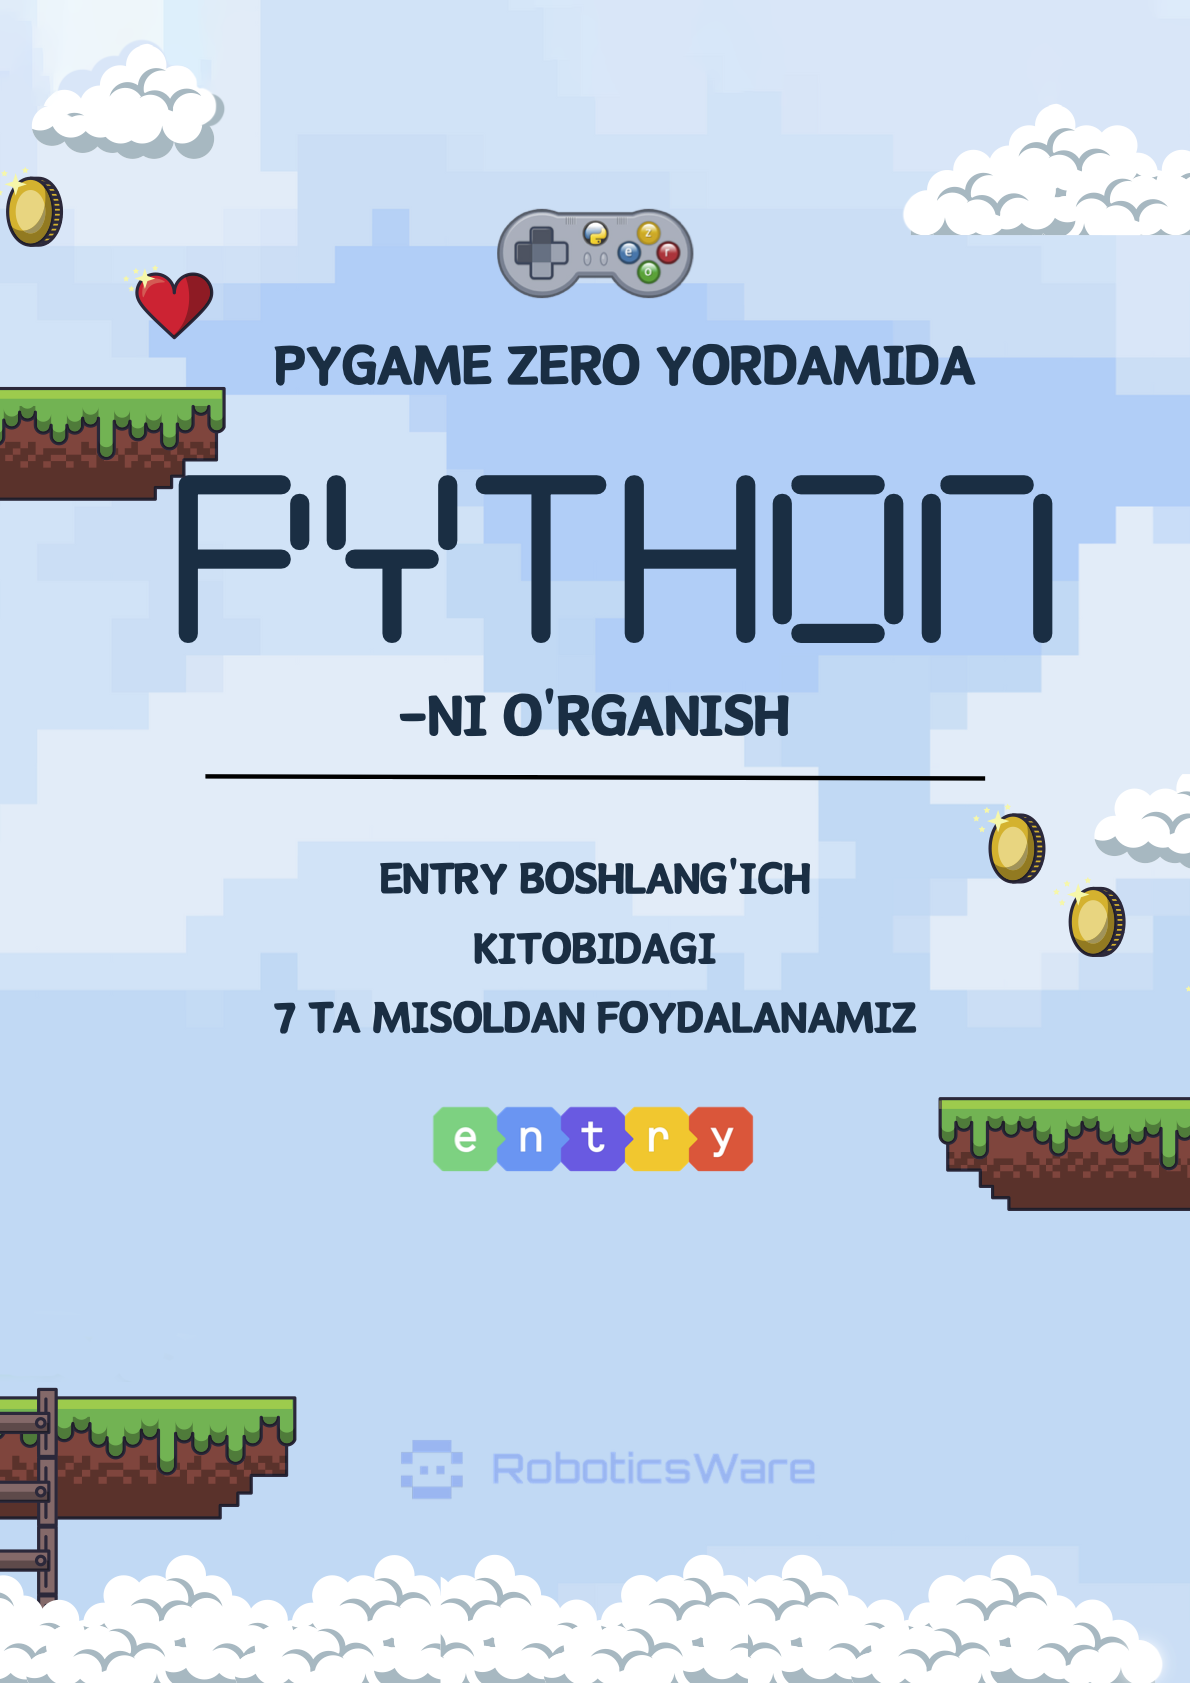 z
e
r
o
PYGAME ZERO YORDAMIDA
PYTHON
-NI O'RGANISH
ENTRY BOSHLANG'ICH
KITOBIDAGI
7 TA MISOLDAN FOYDALANAMIZ
entry
RoboticsWare